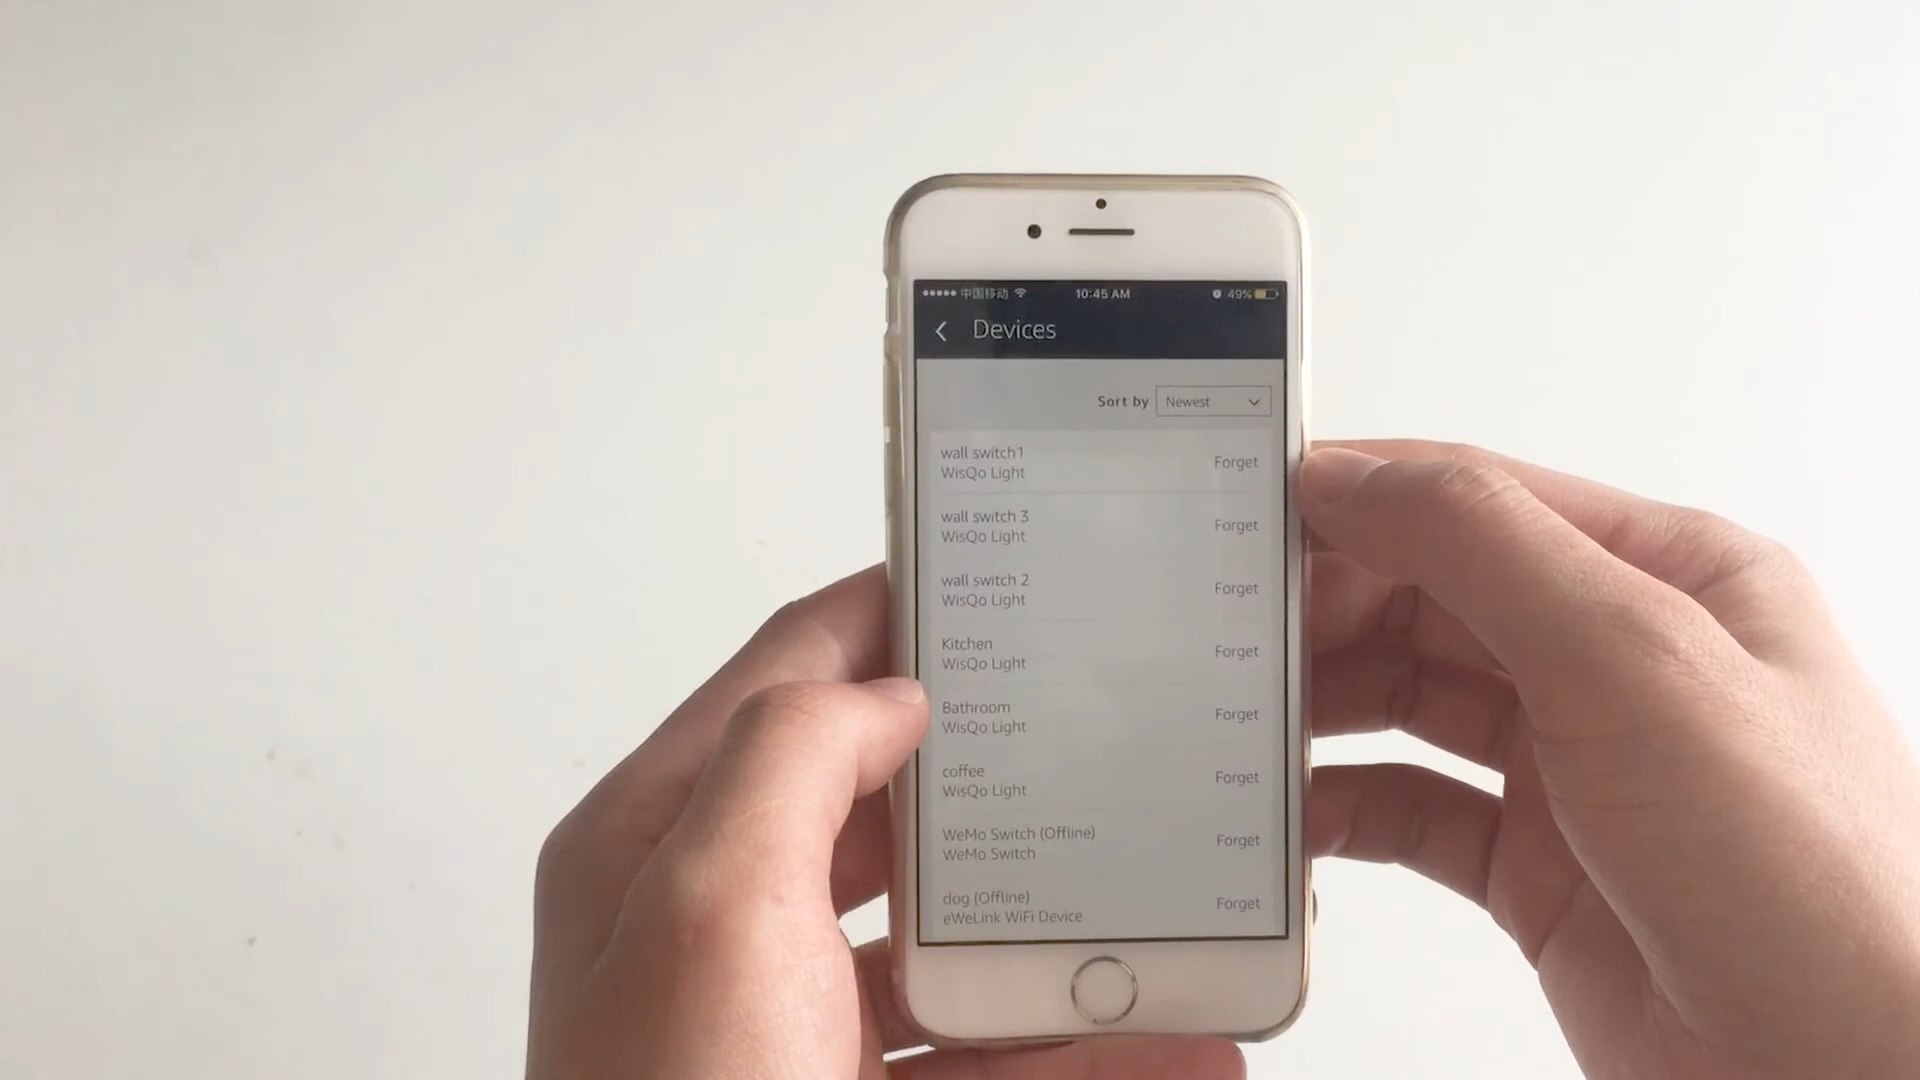 中国移动 10:45 AM 49%
Devices
Sort by Newest
wall switch1
WisQo Light
Forget
wall switch 3
WisQo Light
Forget
wall switch 2
WisQo Light
Forget
Kitchen
WisQo Light
Forget
Bathroom
WisQo Light
Forget
coffee
WisQo Light
Forget
WeMo Switch (Offline)
WeMo Switch
Forget
dog (Offline)
eWeLink WiFi Device
Forget